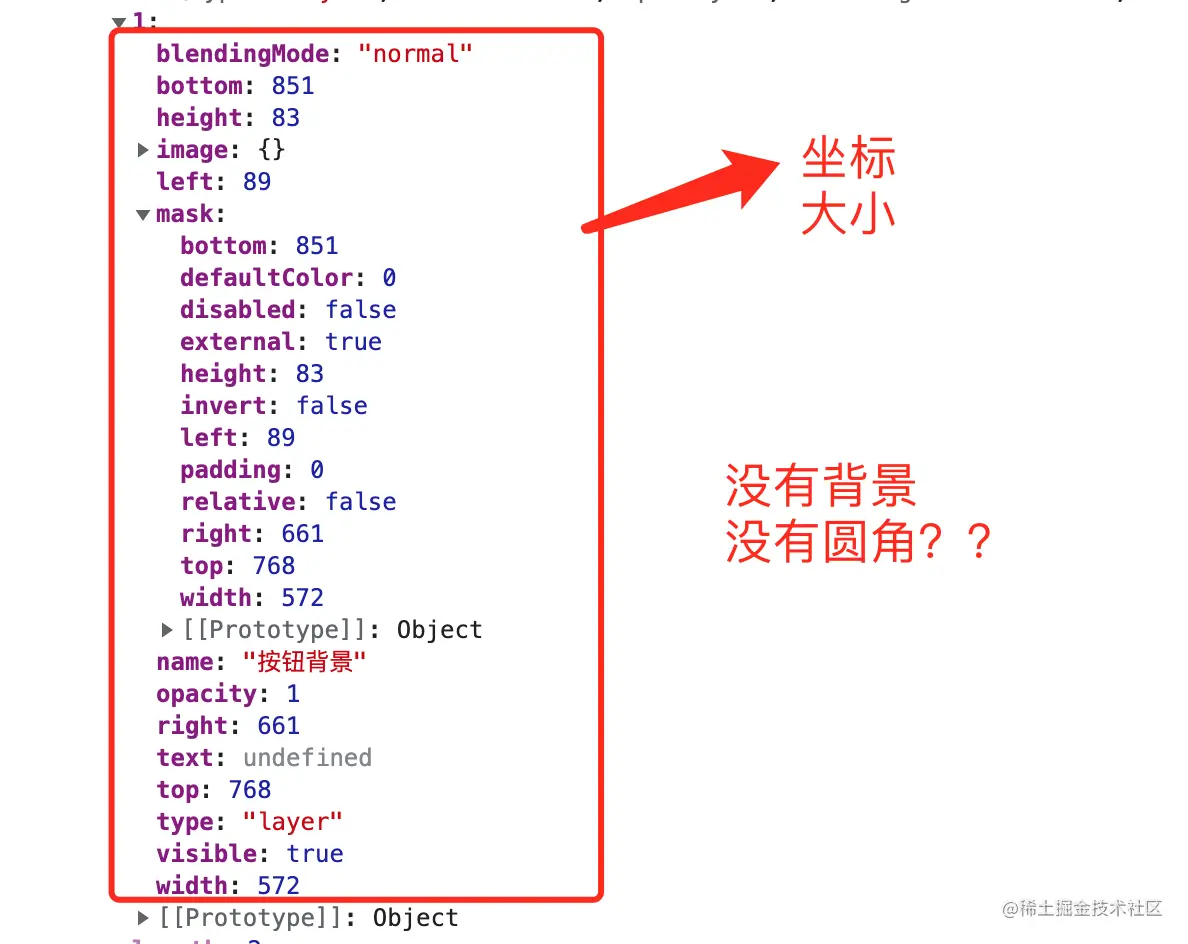 1:
blendingMode: "normal"
bottom: 851
height: 83
image: {}
left: 89
mask:
bottom: 851
defaultColor: 0
disabled: false
external: true
height: 83
invert: false
left: 89
padding: 0
relative: false
right: 661
top: 768
width: 572
[[Prototype]]: Object
name: "按钮背景"
opacity: 1
right: 661
text: undefined
top: 768
type: "layer"
visible: true
width: 572
[[Prototype]]: Object
坐标
大小
没有背景
没有圆角？？
@稀土掘金技术社区